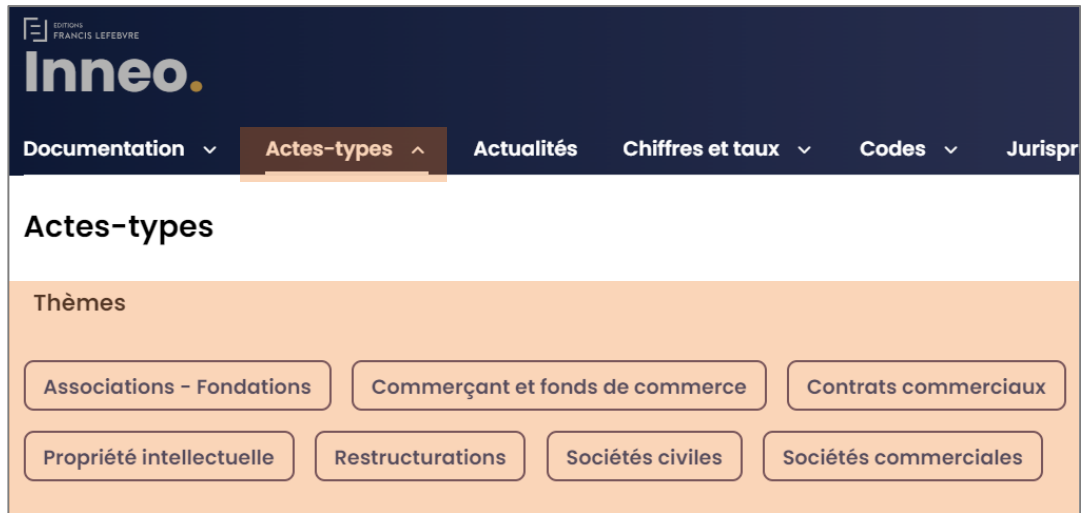 EDITIONS
FRANCIS LEFEBVRE
Inneo.
Documentation Actes-types Actualités Chiffres et taux Codes Jurispr
Actes-types
Thèmes
Associations - Fondations Commerçant et fonds de commerce Contrats commerciaux
Propriété intellectuelle Restructurations Sociétés civiles Sociétés commerciales